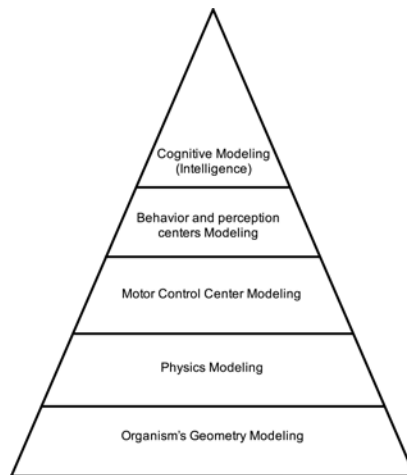 Cognitive Modeling
(Intelligence)
Behavior and perception
centers Modeling
Motor Control Center Modeling
Physics Modeling
Organism's Geometry Modeling